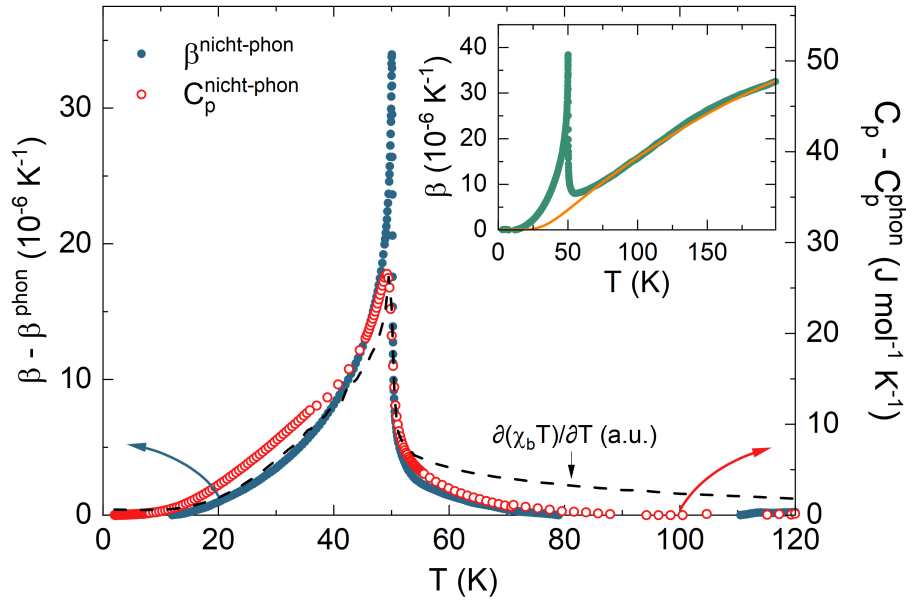 β^nicht-phon
C_p^nicht-phon
β - β^phon (10^-6 K^-1)
30
20
10
0
0 20 40 60 80 100 120
T (K)
C_p - C_p^phon (J mol^-1 K^-1)
50
40
30
20
10
0
∂(χ_bT)/∂T (a.u.)
β (10^-6 K^-1)
40
30
20
10
0
0 50 100 150
T (K)